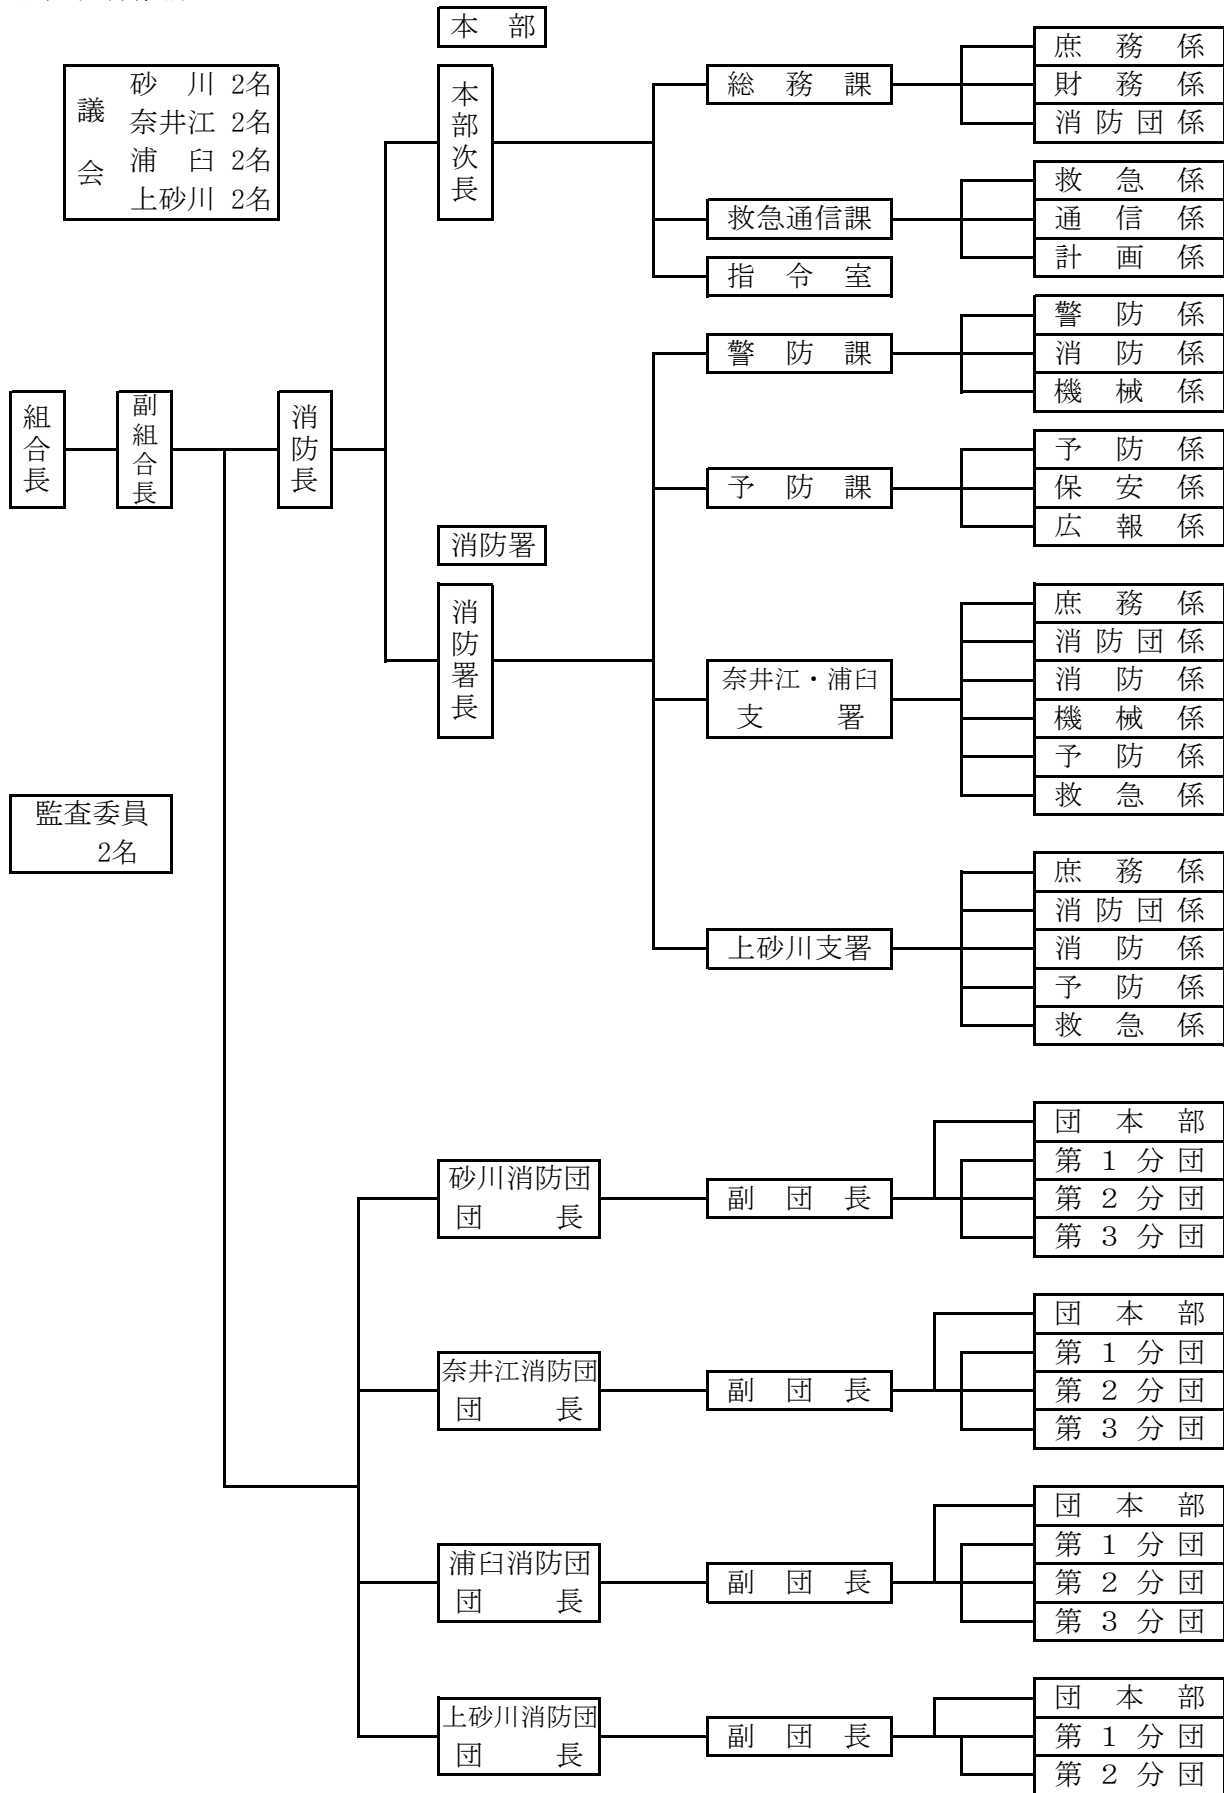 本部
議会
砂川 2名
奈井江 2名
浦臼 2名
上砂川 2名
組合長
副組合長
消防長
監査委員
2名
本部次長
総務課
庶務係
財務係
消防団係
救急通信課
救急係
通信係
計画係
指令室
消防署
消防署長
警防課
警防係
消防係
機械係
予防課
予防係
保安係
広報係
奈井江・浦臼
支署
庶務係
消防団係
消防係
機械係
予防係
救急係
上砂川支署
庶務係
消防団係
消防係
予防係
救急係
砂川消防団
団長
副団長
団本部
第1分団
第2分団
第3分団
奈井江消防団
団長
副団長
団本部
第1分団
第2分団
第3分団
浦臼消防団
団長
副団長
団本部
第1分団
第2分団
第3分団
上砂川消防団
団長
副団長
団本部
第1分団
第2分団